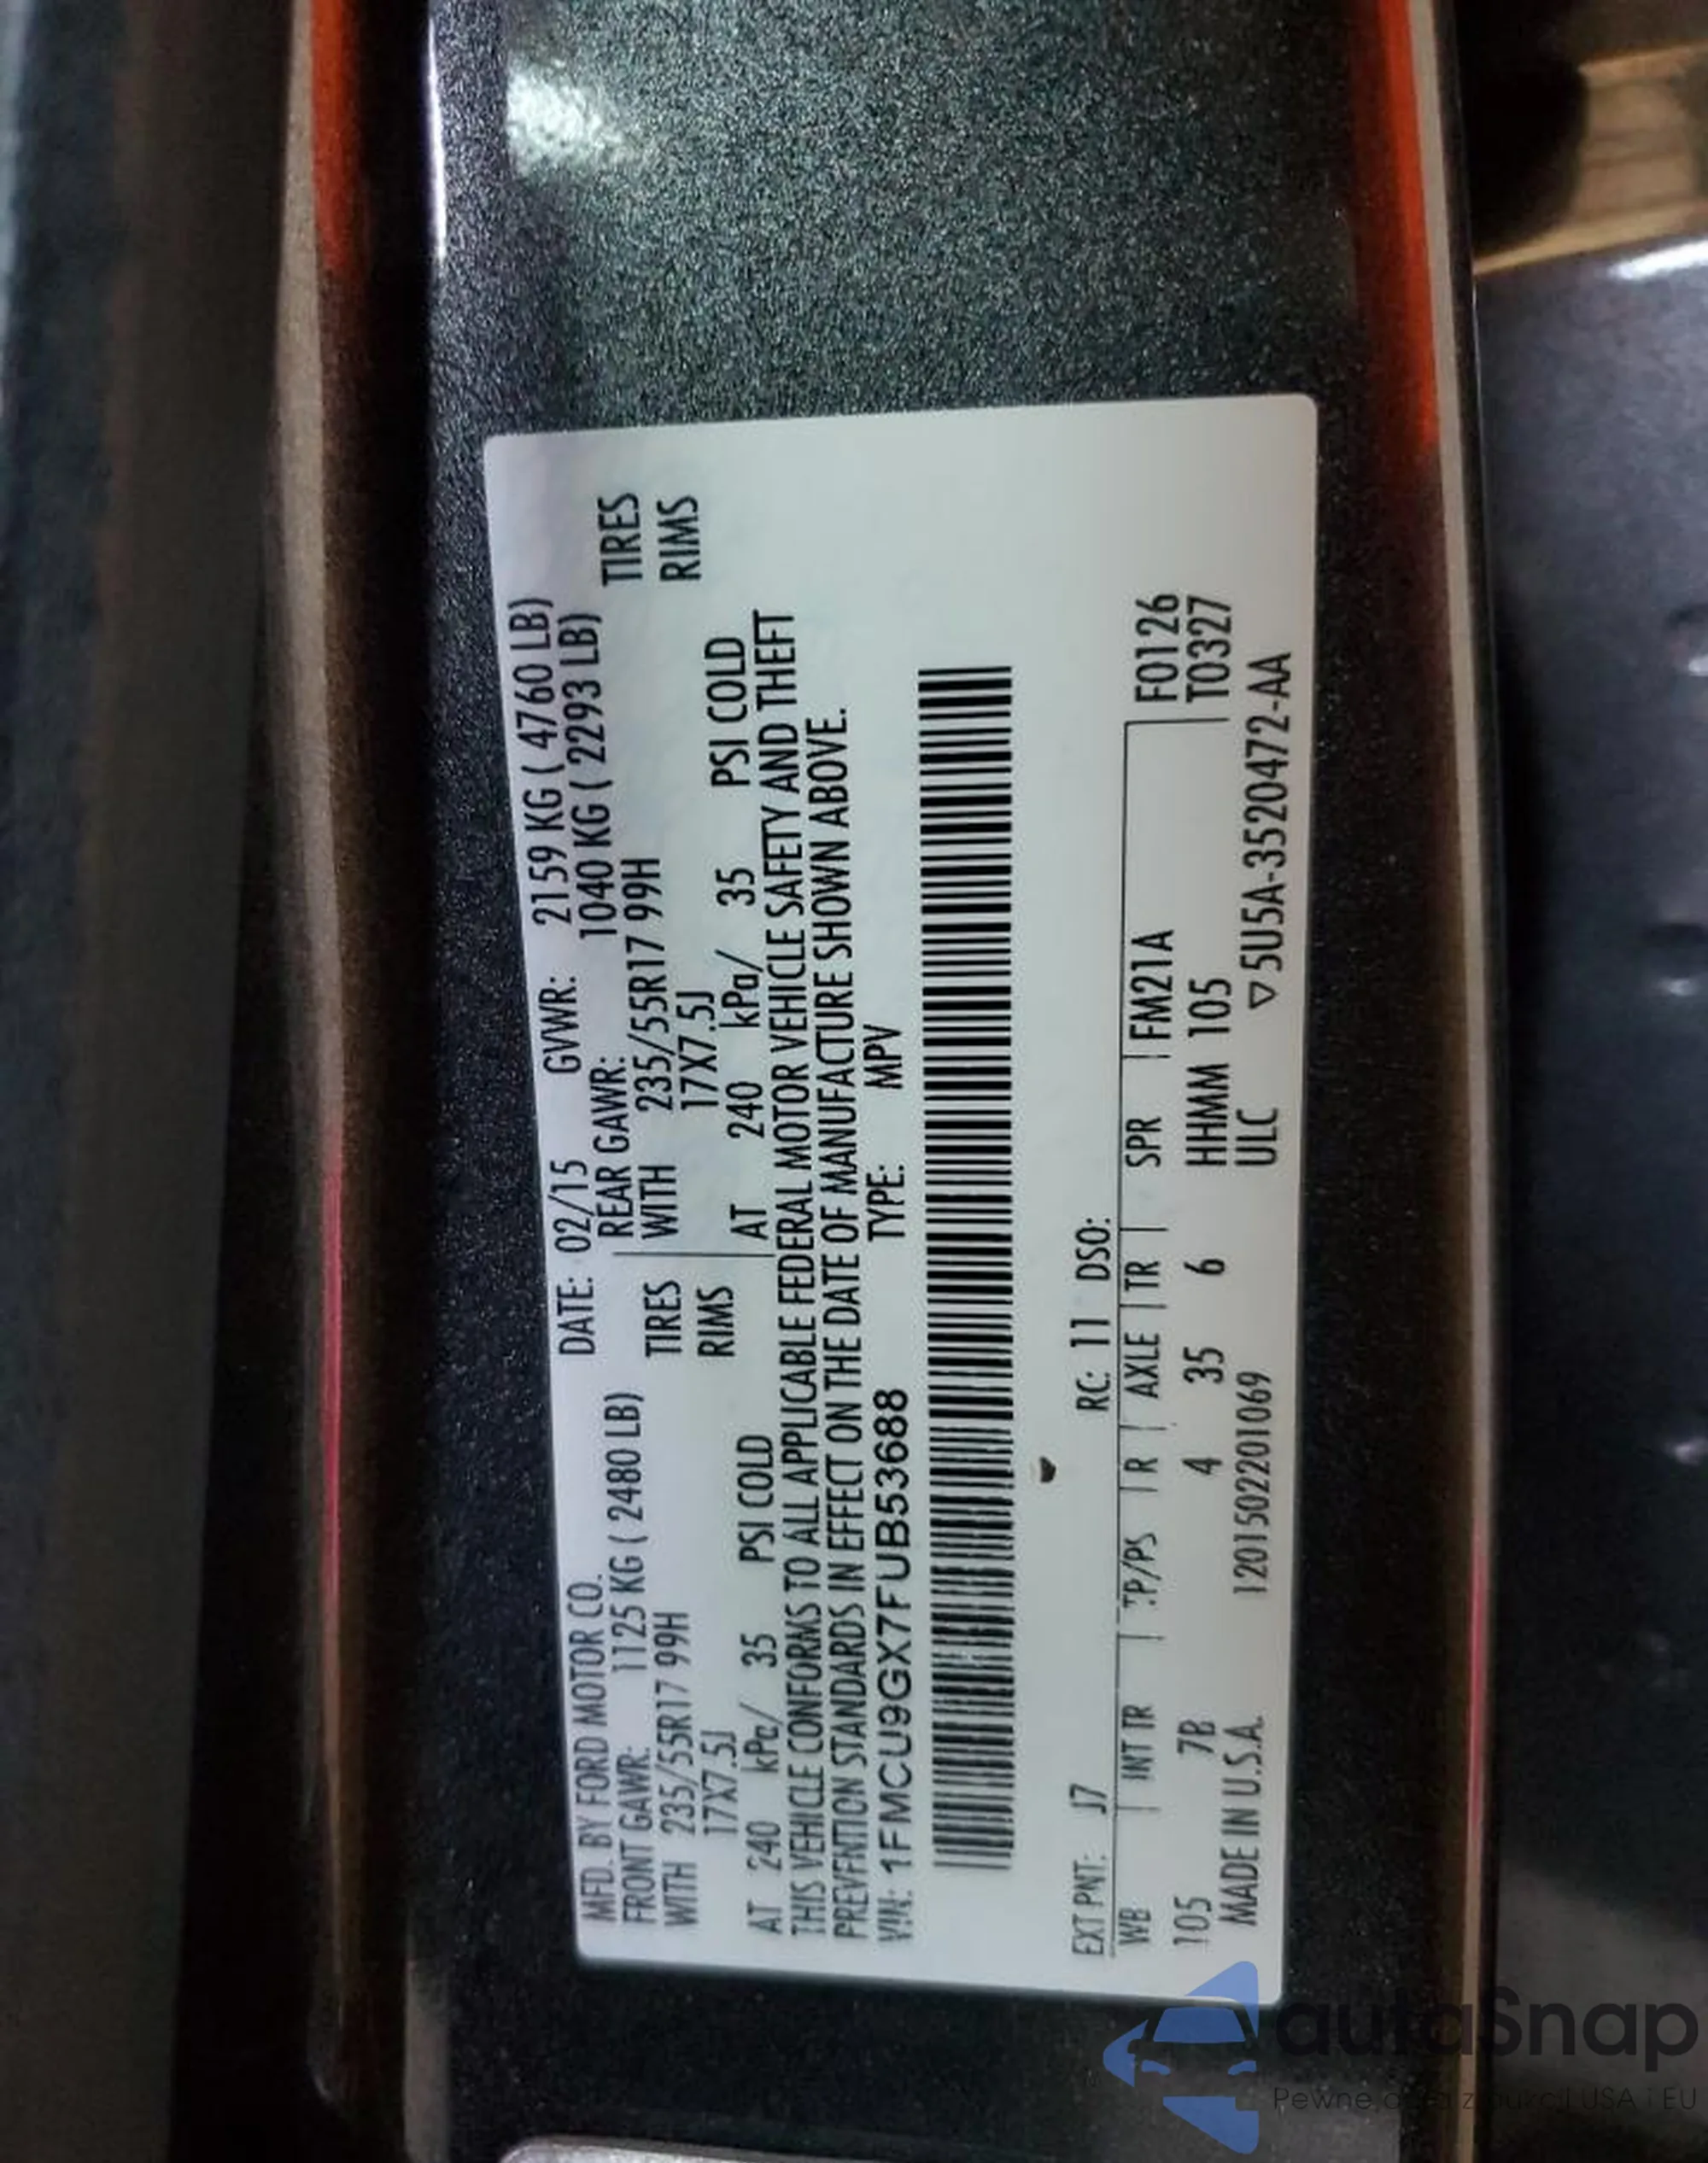 MFD. BY FORD MOTOR CO. DATE: 02/15 GVWR: 2159 KG ( 4760 LB)
FRONT GAWR: 1125 KG ( 2480 LB) REAR GAWR: 1040 KG ( 2293 LB)
WITH 235/55R17 99H TIRES WITH 235/55R17 99H TIRES
17X7.5J RIMS 17X7.5J RIMS
AT 240 kPa/ 35 PSI COLD AT 240 kPa/ 35 PSI COLD
THIS VEHICLE CONFORMS TO ALL APPLICABLE FEDERAL MOTOR VEHICLE SAFETY AND THEFT
PREVENTION STANDARDS IN EFFECT ON THE DATE OF MANUFACTURE SHOWN ABOVE.
VIN: 1FMCU9GX7FUB53688 TYPE: MPV
EXT PNT: J7 RC: 11 DSO:
WB INT TR TP/PS R AXLE TR SPR FM21A F0126
105 7B 4 35 6 HHMM 105 T0327
MADE IN U.S.A. 1201502201069 ULC ▽5U5A-3520472-AA
autaSnap
USA i EU